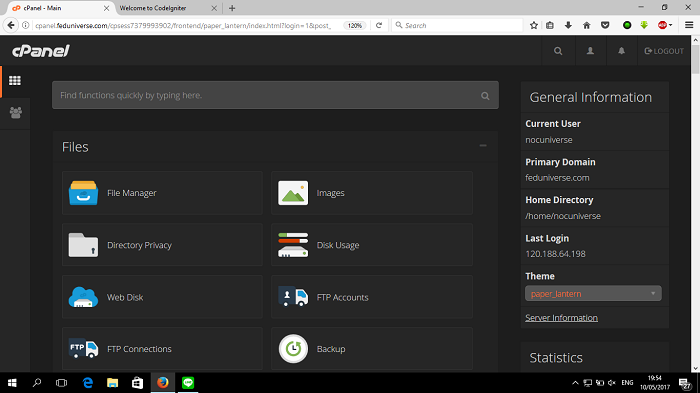 cPanel - Main
Welcome to CodeIgniter
cpanel.feduniverse.com/cpsess7379993902/frontend/paper_lantern/index.html?login=1&post_
120%
Search
cPanel
LOGOUT
Find functions quickly by typing here.
Files
File Manager
Images
Directory Privacy
Disk Usage
Web Disk
FTP Accounts
FTP
FTP Connections
Backup
General Information
Current User
nocuniverse
Primary Domain
feduniverse.com
Home Directory
/home/nocuniverse
Last Login
120.188.64.198
Theme
paper_lantern
Server Information
Statistics
ENG
19:54
10/05/2017
27